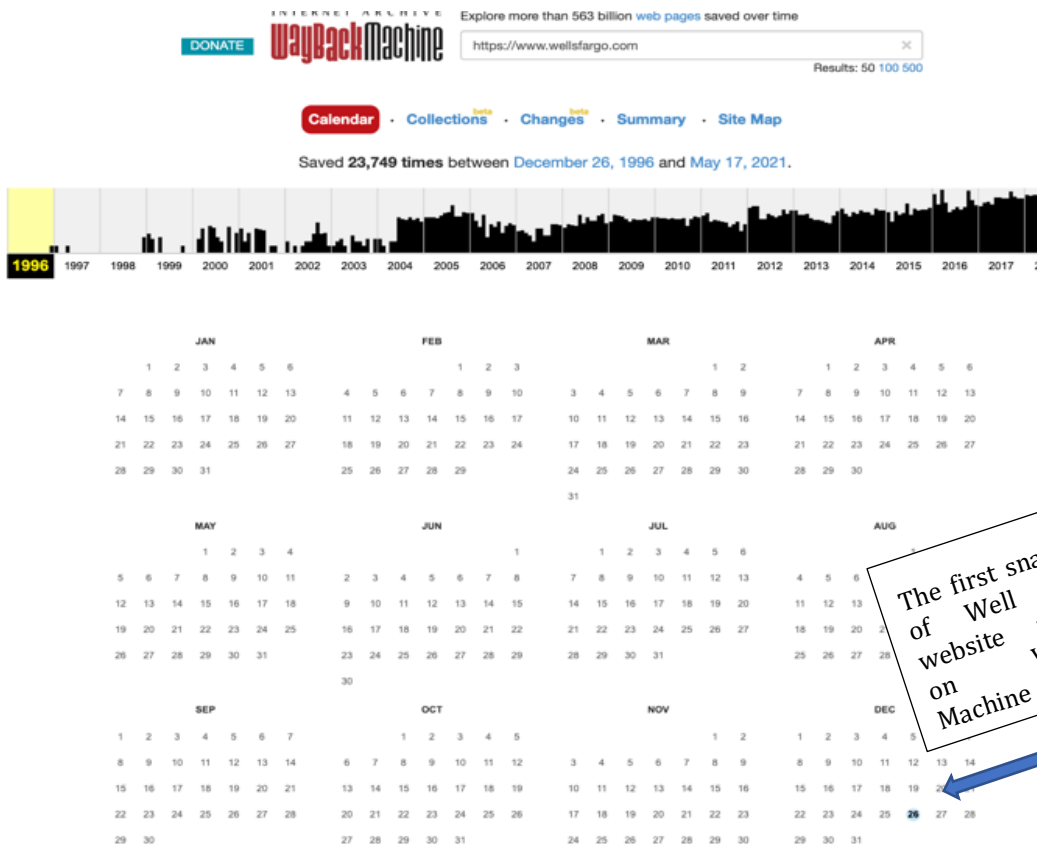 INTERNET ARCHIVE
WayBackMachine
DONATE
Explore more than 563 billion web pages saved over time
https://www.wellsfargo.com ×
Results: 50 100 500
Calendar · Collections beta · Changes beta · Summary · Site Map
Saved 23,749 times between December 26, 1996 and May 17, 2021.
1996 1997 1998 1999 2000 2001 2002 2003 2004 2005 2006 2007 2008 2009 2010 2011 2012 2013 2014 2015 2016 2017
JAN
1 2 3 4 5 6
7 8 9 10 11 12 13
14 15 16 17 18 19 20
21 22 23 24 25 26 27
28 29 30 31
FEB
1 2 3
4 5 6 7 8 9 10
11 12 13 14 15 16 17
18 19 20 21 22 23 24
25 26 27 28 29
MAR
1 2
3 4 5 6 7 8 9
10 11 12 13 14 15 16
17 18 19 20 21 22 23
24 25 26 27 28 29 30
31
APR
1 2 3 4 5 6
7 8 9 10 11 12 13
14 15 16 17 18 19 20
21 22 23 24 25 26 27
28 29 30
MAY
1 2 3 4
5 6 7 8 9 10 11
12 13 14 15 16 17 18
19 20 21 22 23 24 25
26 27 28 29 30 31
JUN
1
2 3 4 5 6 7 8
9 10 11 12 13 14 15
16 17 18 19 20 21 22
23 24 25 26 27 28 29
30
JUL
1 2 3 4 5 6
7 8 9 10 11 12 13
14 15 16 17 18 19 20
21 22 23 24 25 26 27
28 29 30 31
AUG
4 5 6
11 12 13
18 19 20
25 26 27 28
The first sna
of Well
website
on
Machine
SEP
1 2 3 4 5 6 7
8 9 10 11 12 13 14
15 16 17 18 19 20 21
22 23 24 25 26 27 28
29 30
OCT
1 2 3 4 5
6 7 8 9 10 11 12
13 14 15 16 17 18 19
20 21 22 23 24 25 26
27 28 29 30 31
NOV
1 2
3 4 5 6 7 8 9
10 11 12 13 14 15 16
17 18 19 20 21 22 23
24 25 26 27 28 29 30
DEC
1 2 3 4 5
8 9 10 11 12 13 14
15 16 17 18 19
22 23 24 25 26 27 28
29 30 31